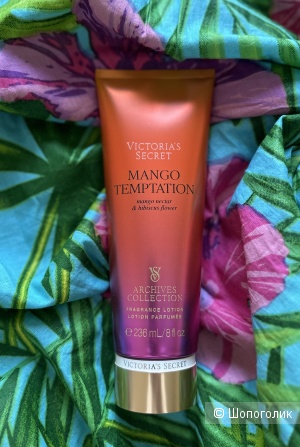 VICTORIA'S
SECRET
MANGO
TEMPTATION
mango nectar
& hibiscus flower
VS
ARCHIVES
COLLECTION
FRAGRANCE LOTION
LOTION PARFUMÉE
e 236 mL/8 fl oz
VICTORIA'S SECRET
© Шопоголик